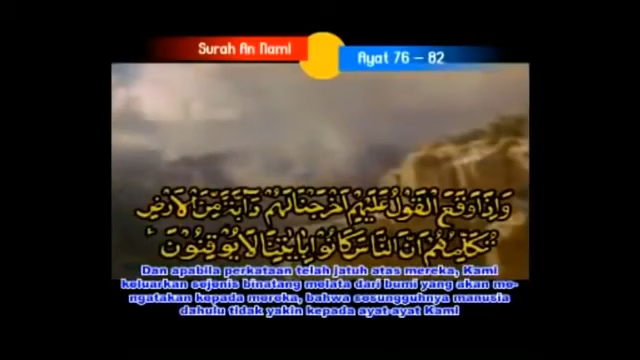 Surah An Naml
Ayat 76 – 82
وَإِذَا وَقَعَ الْقَوْلُ عَلَيْهِمْ أَخْرَجْنَا لَهُمْ دَآبَّةً مِّنَ الْأَرْضِ
تُكَلِّمُهُمْ أَنَّ النَّاسَ كَانُوا بِآيَاتِنَا لَا يُوقِنُونَ
Dan apabila perkataan telah jatuh atas mereka, Kami
keluarkan sejenis binatang melata dari bumi yang akan me-
ngatakan kepada mereka, bahwa sesungguhnya manusia
dahulu tidak yakin kepada ayat-ayat Kami